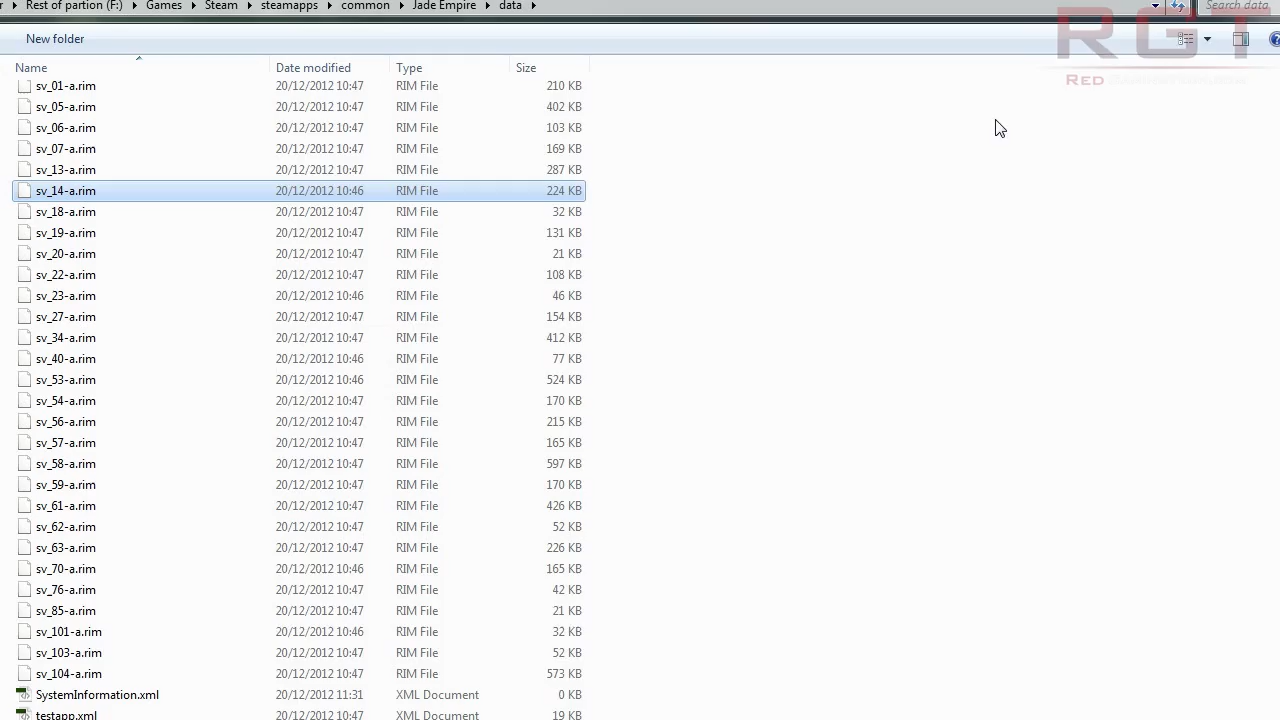 r ▸ Rest of partion (F:) ▸ Games ▸ Steam ▸ steamapps ▸ common ▸ Jade Empire ▸ data ▸ Search data
RGT
New folder
Name Date modified Type Size
RED
sv_01-a.rim 20/12/2012 10:47 RIM File 210 KB
sv_05-a.rim 20/12/2012 10:47 RIM File 402 KB
sv_06-a.rim 20/12/2012 10:47 RIM File 103 KB
sv_07-a.rim 20/12/2012 10:47 RIM File 169 KB
sv_13-a.rim 20/12/2012 10:47 RIM File 287 KB
sv_14-a.rim 20/12/2012 10:46 RIM File 224 KB
sv_18-a.rim 20/12/2012 10:47 RIM File 32 KB
sv_19-a.rim 20/12/2012 10:47 RIM File 131 KB
sv_20-a.rim 20/12/2012 10:47 RIM File 21 KB
sv_22-a.rim 20/12/2012 10:47 RIM File 108 KB
sv_23-a.rim 20/12/2012 10:46 RIM File 46 KB
sv_27-a.rim 20/12/2012 10:47 RIM File 154 KB
sv_34-a.rim 20/12/2012 10:47 RIM File 412 KB
sv_40-a.rim 20/12/2012 10:46 RIM File 77 KB
sv_53-a.rim 20/12/2012 10:46 RIM File 524 KB
sv_54-a.rim 20/12/2012 10:47 RIM File 170 KB
sv_56-a.rim 20/12/2012 10:47 RIM File 215 KB
sv_57-a.rim 20/12/2012 10:47 RIM File 165 KB
sv_58-a.rim 20/12/2012 10:47 RIM File 597 KB
sv_59-a.rim 20/12/2012 10:47 RIM File 170 KB
sv_61-a.rim 20/12/2012 10:47 RIM File 426 KB
sv_62-a.rim 20/12/2012 10:47 RIM File 52 KB
sv_63-a.rim 20/12/2012 10:47 RIM File 226 KB
sv_70-a.rim 20/12/2012 10:46 RIM File 165 KB
sv_76-a.rim 20/12/2012 10:47 RIM File 42 KB
sv_85-a.rim 20/12/2012 10:47 RIM File 21 KB
sv_101-a.rim 20/12/2012 10:46 RIM File 32 KB
sv_103-a.rim 20/12/2012 10:47 RIM File 52 KB
sv_104-a.rim 20/12/2012 10:47 RIM File 573 KB
SystemInformation.xml 20/12/2012 11:31 XML Document 0 KB
testapp.xml 20/12/2012 10:47 XML Document 19 KB